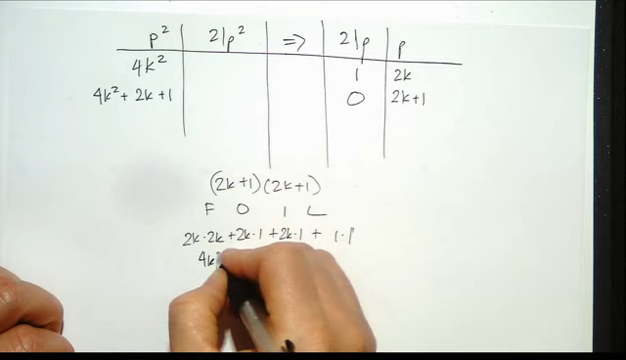 p² 2|p² => 2|p p
4k² 1 2k
4k² + 2k + 1 0 2k+1
(2k+1)(2k+1)
F O I L
2k·2k +2k·1 +2k·1 + 1·1
4k²